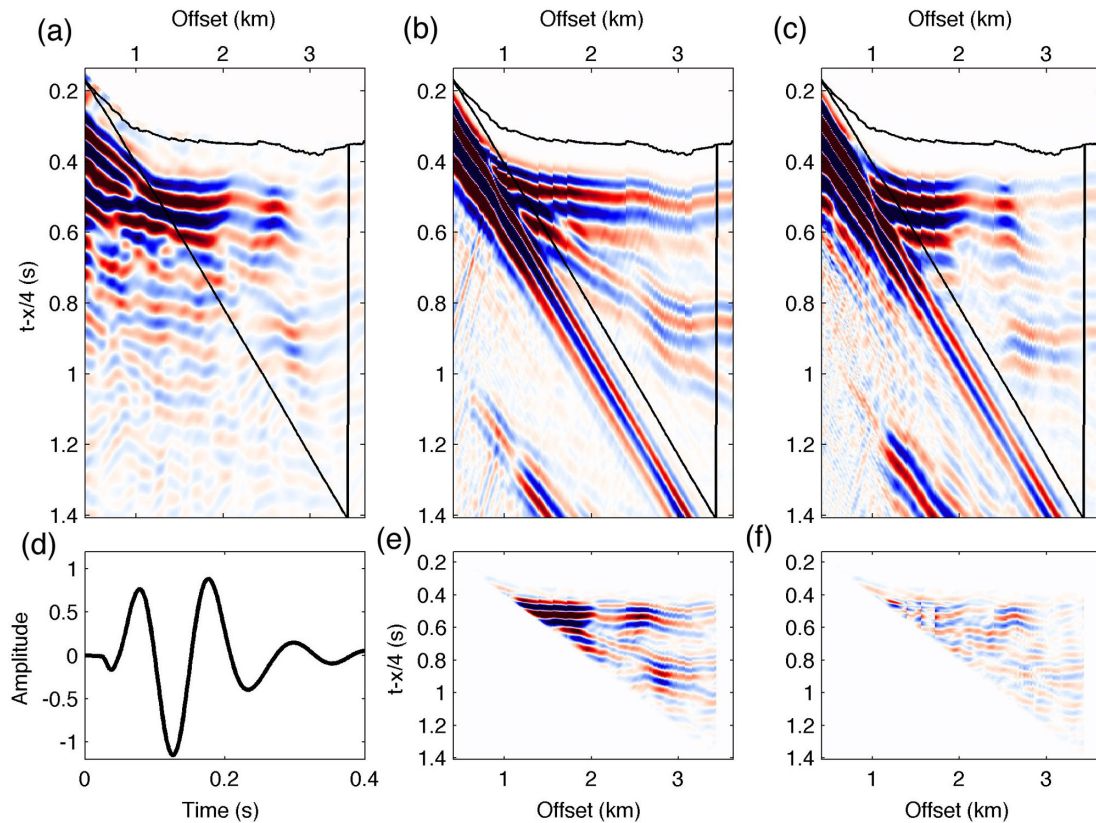 Offset (km) Offset (km) Offset (km)
(a) (b) (c)
1 2 3 1 2 3 1 2 3
0.2 0.2 0.2
0.4 0.4 0.4
0.6 0.6 0.6
t-x/4 (s)
0.8 0.8 0.8
1 1 1
1.2 1.2 1.2
1.4 1.4 1.4
(d) (e) (f)
1 0.2 0.2
0.5 0.4 0.4
0.6 0.6
Amplitude t-x/4 (s)
0 0.8 0.8
-0.5 1 1
1.2 1.2
-1
1.4 1.4
0 0.2 0.4 1 2 3 1 2 3
Time (s) Offset (km) Offset (km)